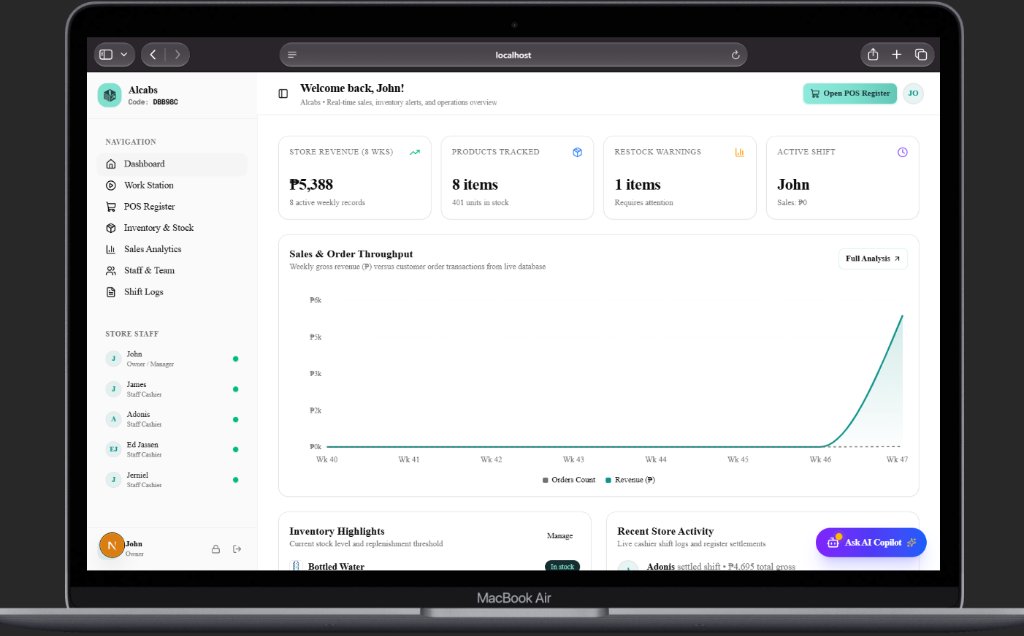 localhost
Alcabs
Code: DBB98C
Welcome back, John!
Alcabs • Real-time sales, inventory alerts, and operations overview
Open POS Register
JO
NAVIGATION
Dashboard
Work Station
POS Register
Inventory & Stock
Sales Analytics
Staff & Team
Shift Logs
STORE STAFF
J
John
Owner / Manager
J
James
Staff Cashier
A
Adonis
Staff Cashier
EJ
Ed Jassen
Staff Cashier
J
Jemiel
Staff Cashier
N
John
Owner
STORE REVENUE (8 WKS)
₱5,388
8 active weekly records
PRODUCTS TRACKED
8 items
401 units in stock
RESTOCK WARNINGS
1 items
Requires attention
ACTIVE SHIFT
John
Sales: ₱0
Sales & Order Throughput
Weekly gross revenue (₱) versus customer order transactions from live database
Full Analysis
₱6k
₱5k
₱3k
₱2k
₱0k
Wk 40 Wk 41 Wk 42 Wk 43 Wk 44 Wk 45 Wk 46 Wk 47
Orders Count Revenue (₱)
Inventory Highlights
Current stock level and replenishment threshold
Manage
Bottled Water
In stock
Recent Store Activity
Live cashier shift logs and register settlements
Adonis settled shift • ₱4,695 total gross
Ask AI Copilot
MacBook Air